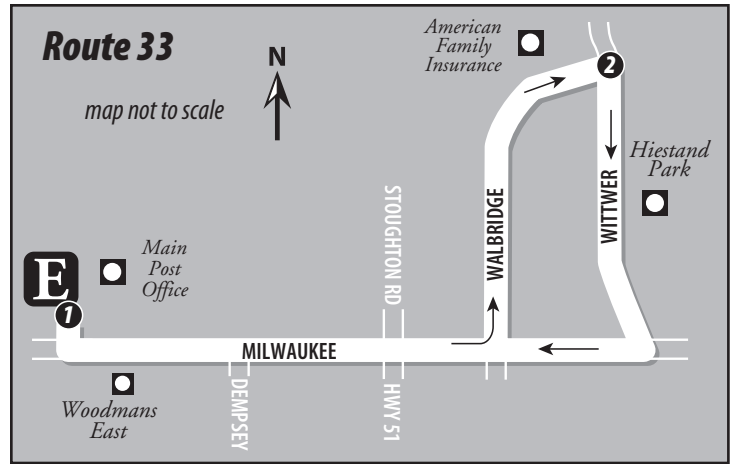 Route 33
map not to scale
N
American
Family
Insurance
2
Hiestand
Park
WITTWER
WALBRIDGE
STOUGHTON RD
Main
Post
Office
E
1
MILWAUKEE
Woodmans
East
DEMPSEY
HWY 51